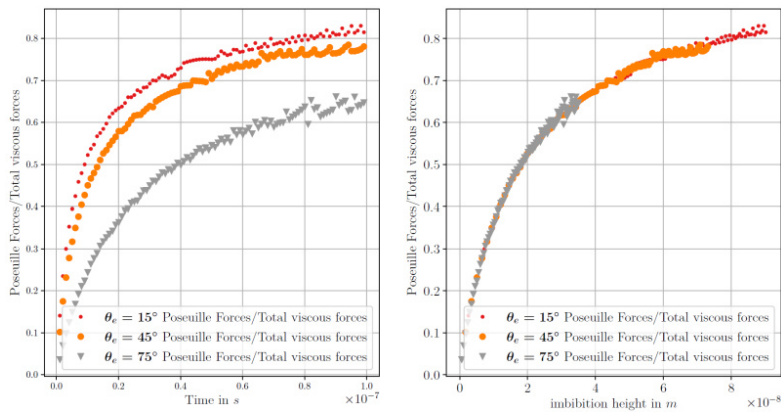 Poseuille Forces/Total viscous forces
0.8
0.7
0.6
0.5
0.4
0.3
0.2
0.1
0.0
θe = 15° Poseuille Forces/Total viscous forces
θe = 45° Poseuille Forces/Total viscous forces
θe = 75° Poseuille Forces/Total viscous forces
0.0 0.2 0.4 0.6 0.8 1.0
Time in s
×10−7
Poseuille Forces/Total viscous forces
0.8
0.7
0.6
0.5
0.4
0.3
0.2
0.1
0.0
θe = 15° Poseuille Forces/Total viscous forces
θe = 45° Poseuille Forces/Total viscous forces
θe = 75° Poseuille Forces/Total viscous forces
0 2 4 6 8
imbibition height in m
×10−8